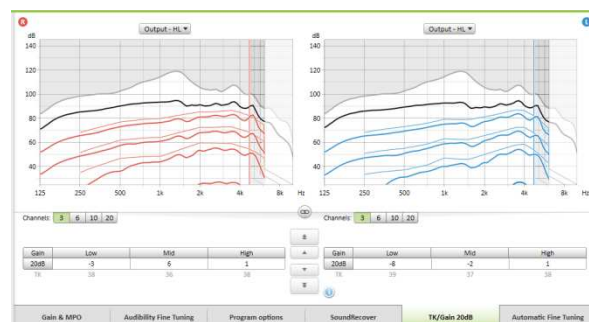 R
Output - HL
Output - HL
L
dB
dB
140
120
100
80
60
40
125 250 500 1k 2k 4k 8k Hz
140
120
100
80
60
40
125 250 500 1k 2k 4k 8k Hz
Channels: 3 6 10 20
Channels: 3 6 10 20
Gain Low Mid High
20dB -3 6 1
TK 38 36 38
Gain Low Mid High
20dB -8 -2 1
TK 39 37 38
Gain & MPO
Audibility Fine Tuning
Program options
SoundRecover
TK/Gain 20dB
Automatic Fine Tuning